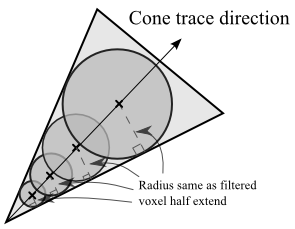 Cone trace direction
Radius same as filtered
voxel half extend